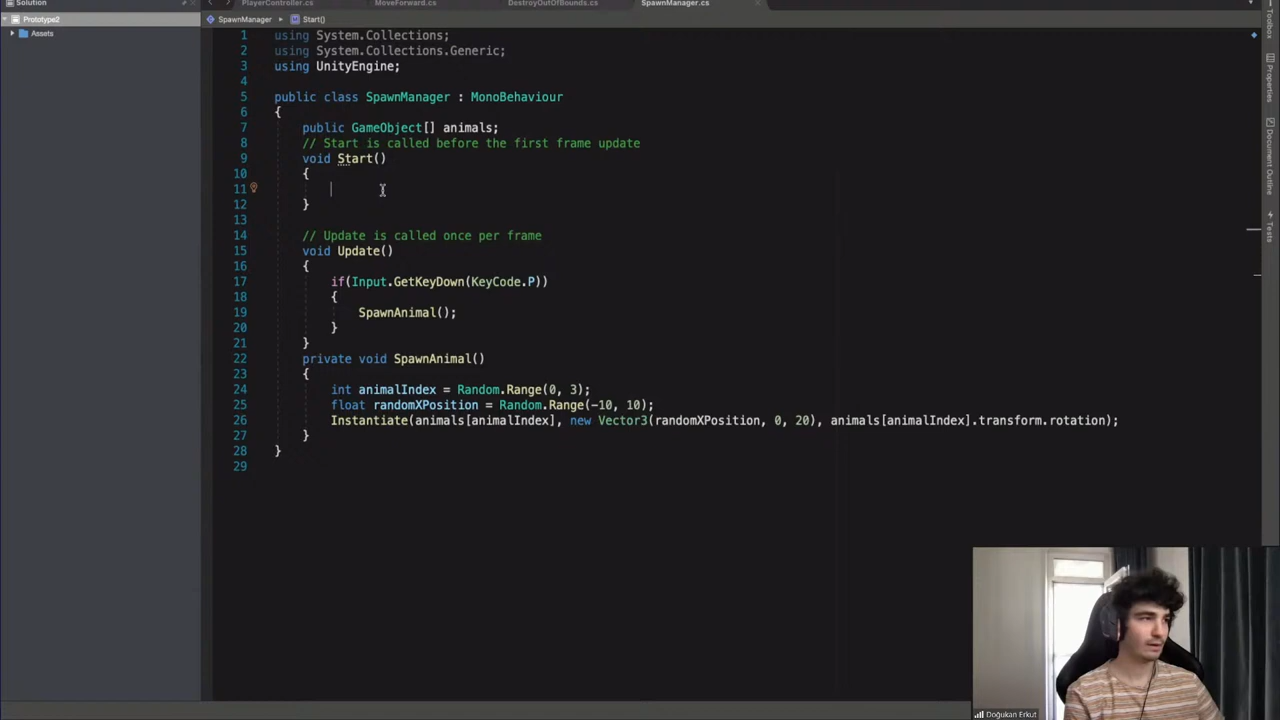 Solution
PlayerController.cs
MoveForward.cs
DestroyOutOfBounds.cs
SpawnManager.cs
Prototype2
SpawnManager
Start()
Assets
1 using System.Collections;
2 using System.Collections.Generic;
3 using UnityEngine;
4
5 public class SpawnManager : MonoBehaviour
6 {
7 public GameObject[] animals;
8 // Start is called before the first frame update
9 void Start()
10 {
11
12 }
13
14 // Update is called once per frame
15 void Update()
16 {
17 if(Input.GetKeyDown(KeyCode.P))
18 {
19 SpawnAnimal();
20 }
21 }
22 private void SpawnAnimal()
23 {
24 int animalIndex = Random.Range(0, 3);
25 float randomXPosition = Random.Range(-10, 10);
26 Instantiate(animals[animalIndex], new Vector3(randomXPosition, 0, 20), animals[animalIndex].transform.rotation);
27 }
28 }
29
Toolbox
Properties
Document Outline
Tests
Doğukan Erkut